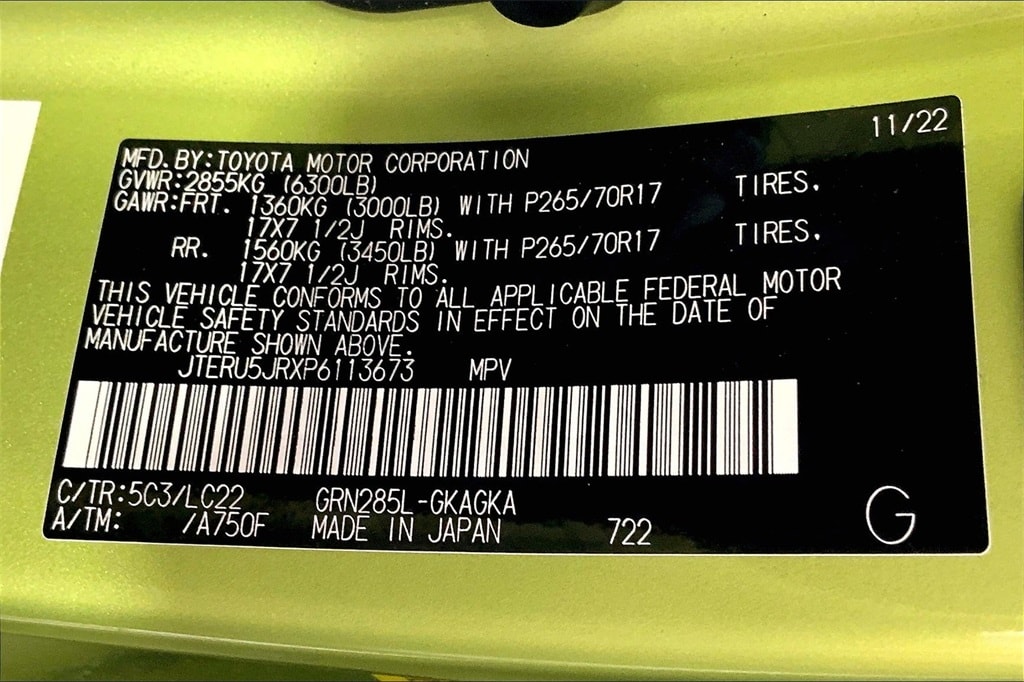 11/22
MFD. BY: TOYOTA MOTOR CORPORATION
GVWR: 2855KG (6300LB)
GAWR: FRT. 1360KG (3000LB) WITH P265/70R17 TIRES.
17X7 1/2J RIMS.
RR. 1560KG (3450LB) WITH P265/70R17 TIRES.
17X7 1/2J RIMS.
THIS VEHICLE CONFORMS TO ALL APPLICABLE FEDERAL MOTOR
VEHICLE SAFETY STANDARDS IN EFFECT ON THE DATE OF
MANUFACTURE SHOWN ABOVE.
JTERU5JRXP6113673 MPV
C/TR: 5C3/LC22 GRN285L-GKAGKA
A/TM: /A750F MADE IN JAPAN 722
G